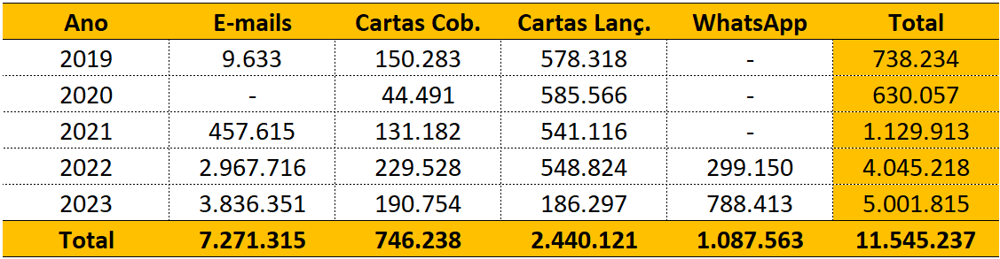 Ano E-mails Cartas Cob. Cartas Lanç. WhatsApp Total
2019 9.633 150.283 578.318 - 738.234
2020 - 44.491 585.566 - 630.057
2021 457.615 131.182 541.116 - 1.129.913
2022 2.967.716 229.528 548.824 299.150 4.045.218
2023 3.836.351 190.754 186.297 788.413 5.001.815
Total 7.271.315 746.238 2.440.121 1.087.563 11.545.237